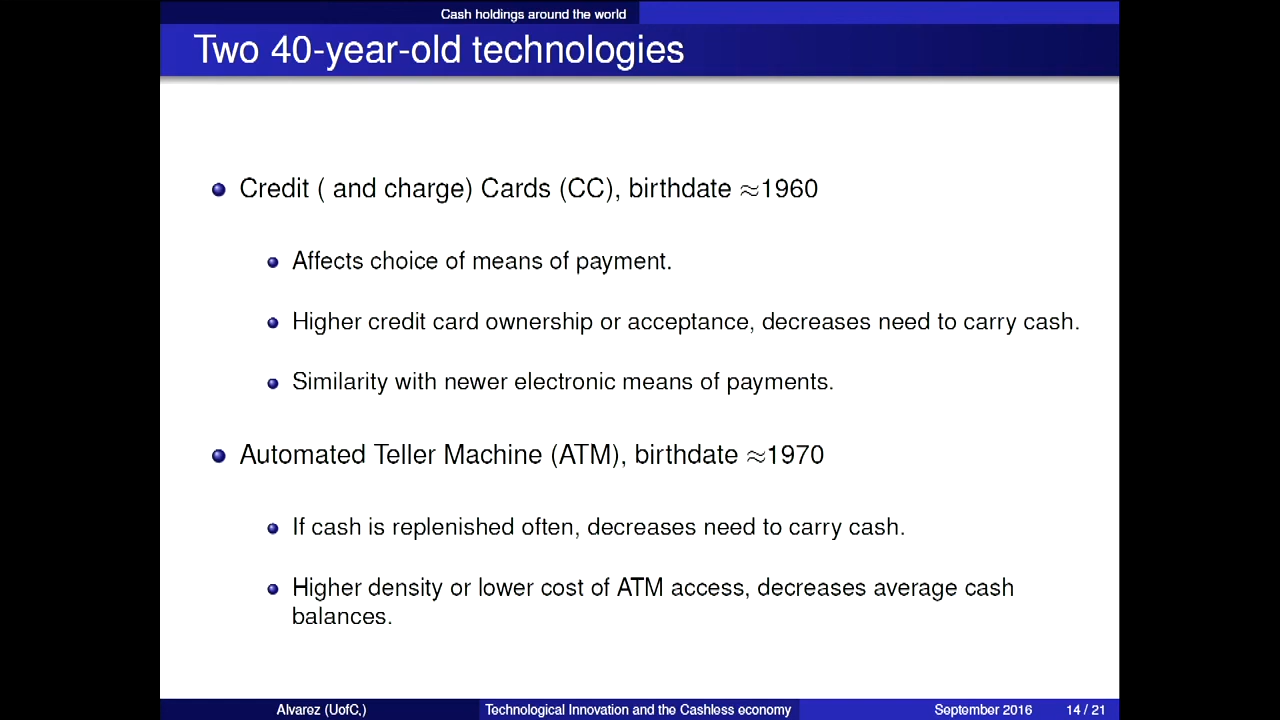 Cash holdings around the world
Two 40-year-old technologies
Credit ( and charge) Cards (CC), birthdate ≈1960
Affects choice of means of payment.
Higher credit card ownership or acceptance, decreases need to carry cash.
Similarity with newer electronic means of payments.
Automated Teller Machine (ATM), birthdate ≈1970
If cash is replenished often, decreases need to carry cash.
Higher density or lower cost of ATM access, decreases average cash
balances.
Alvarez (UofC,) Technological Innovation and the Cashless economy September 2016 14 / 21